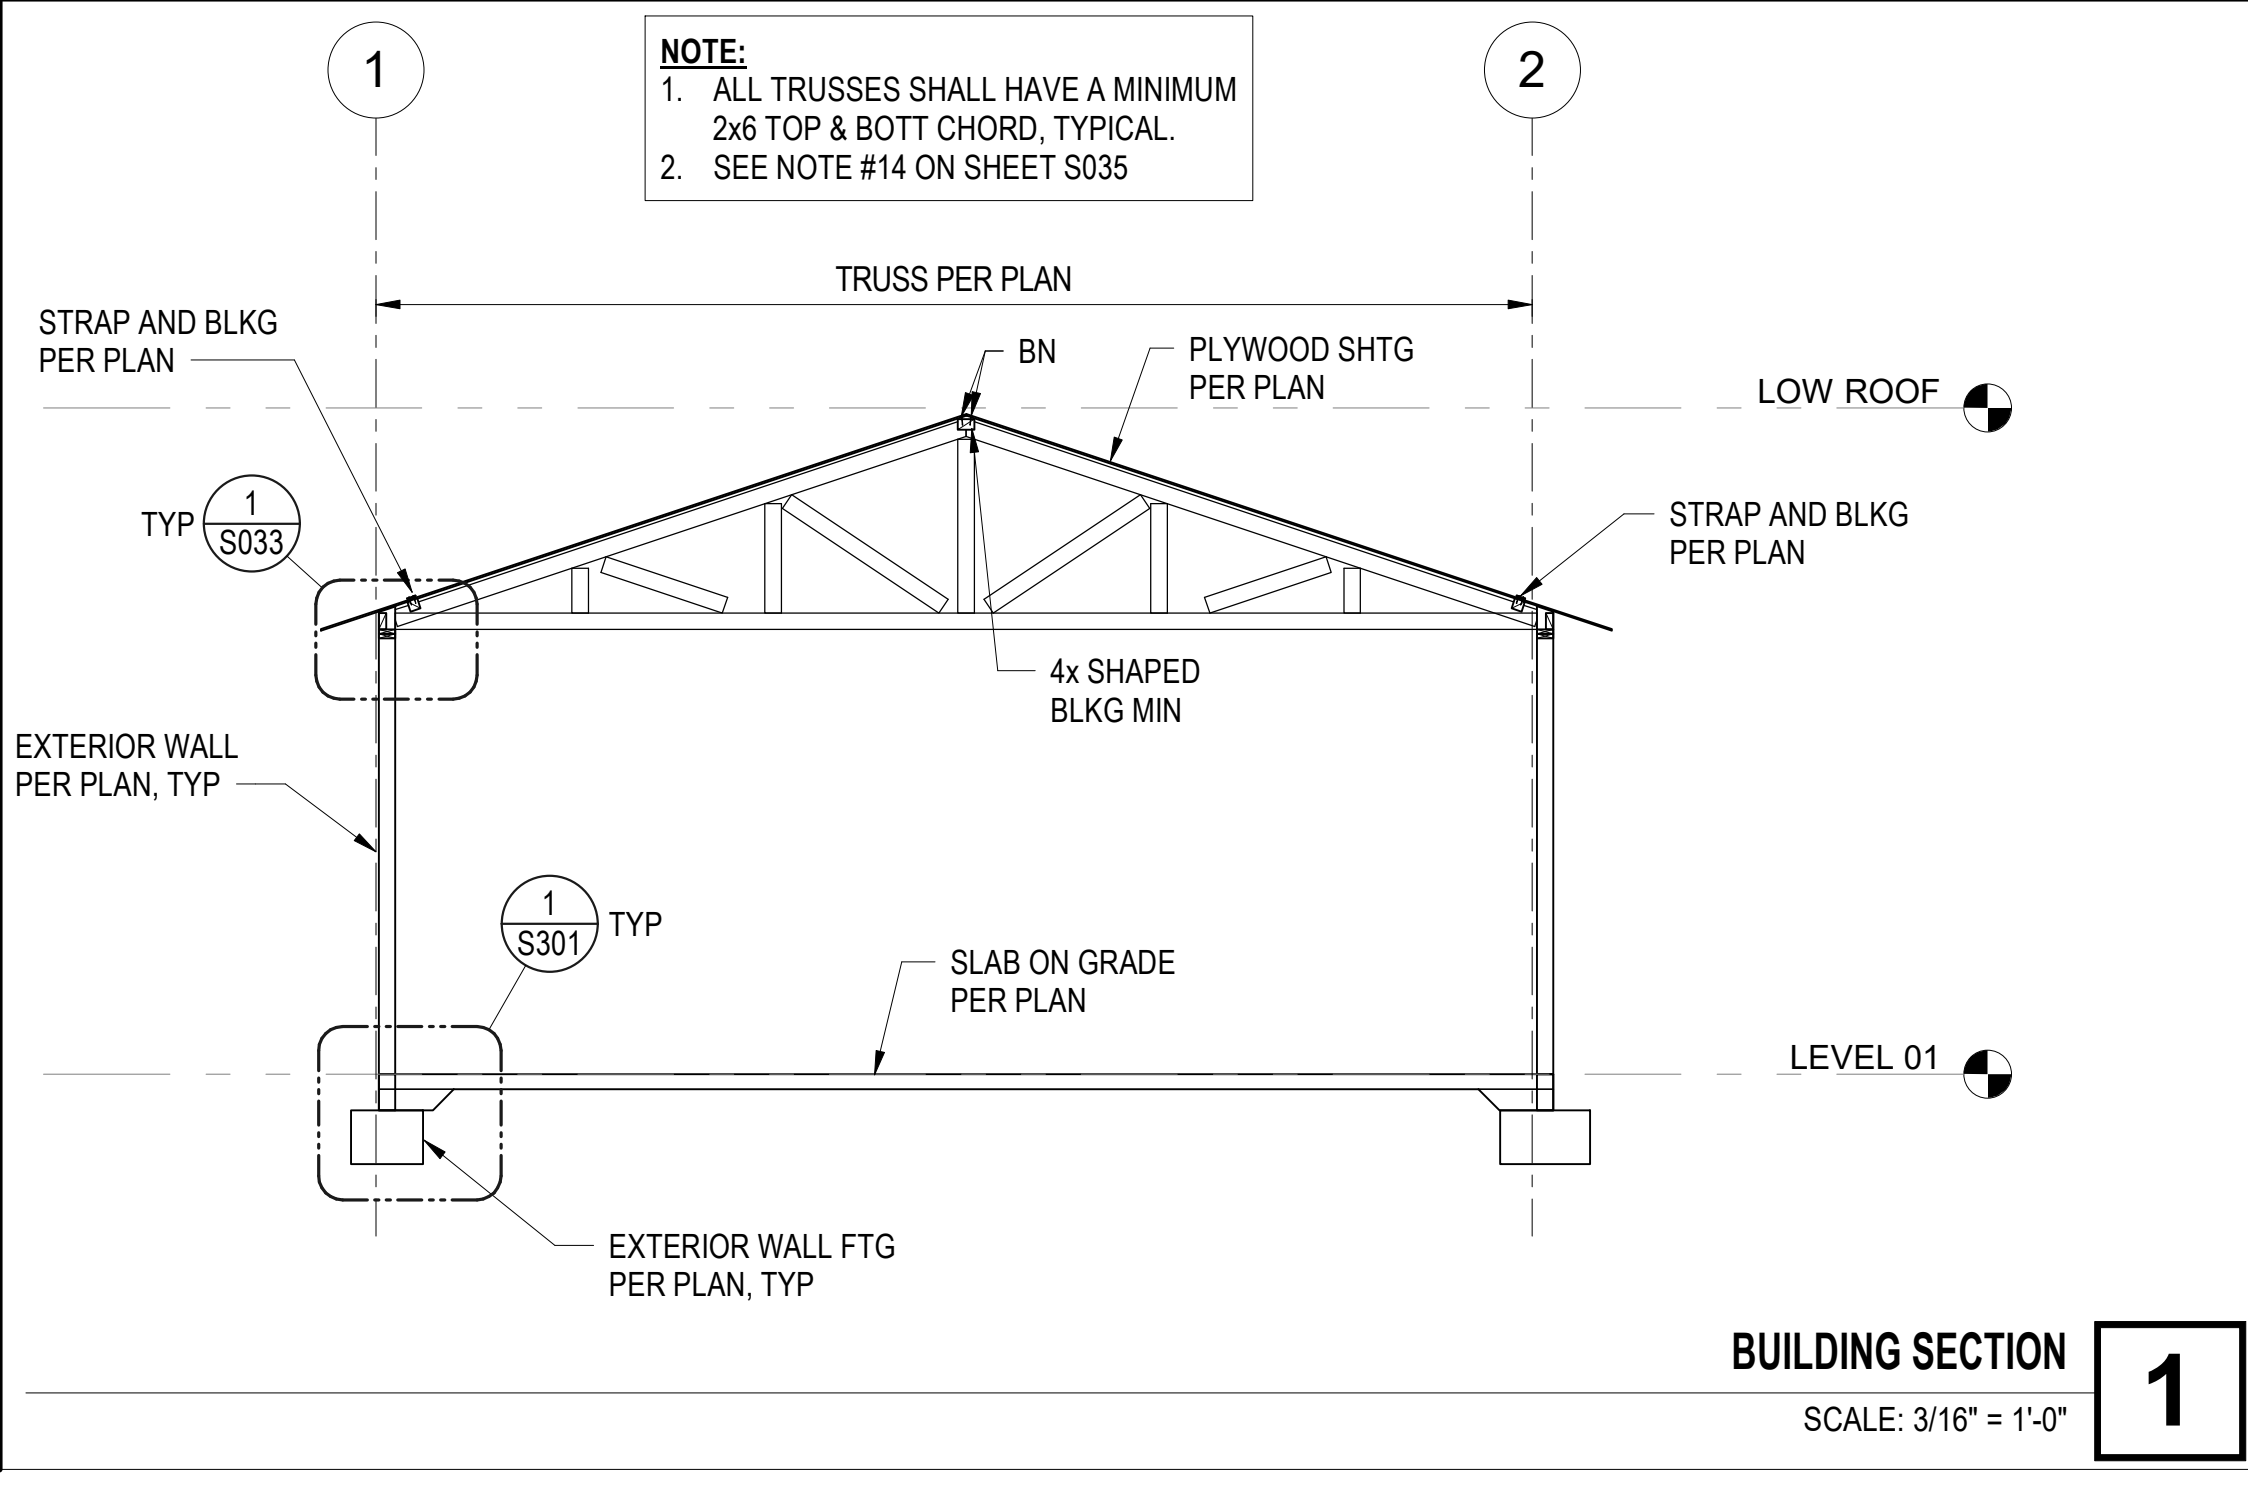 1
2
NOTE:
1. ALL TRUSSES SHALL HAVE A MINIMUM
2x6 TOP & BOTT CHORD, TYPICAL.
2. SEE NOTE #14 ON SHEET S035
TRUSS PER PLAN
STRAP AND BLKG
PER PLAN
BN
PLYWOOD SHTG
PER PLAN
LOW ROOF
TYP
1
S033
STRAP AND BLKG
PER PLAN
4x SHAPED
BLKG MIN
EXTERIOR WALL
PER PLAN, TYP
1
S301
TYP
SLAB ON GRADE
PER PLAN
LEVEL 01
EXTERIOR WALL FTG
PER PLAN, TYP
BUILDING SECTION
1
SCALE: 3/16" = 1'-0"